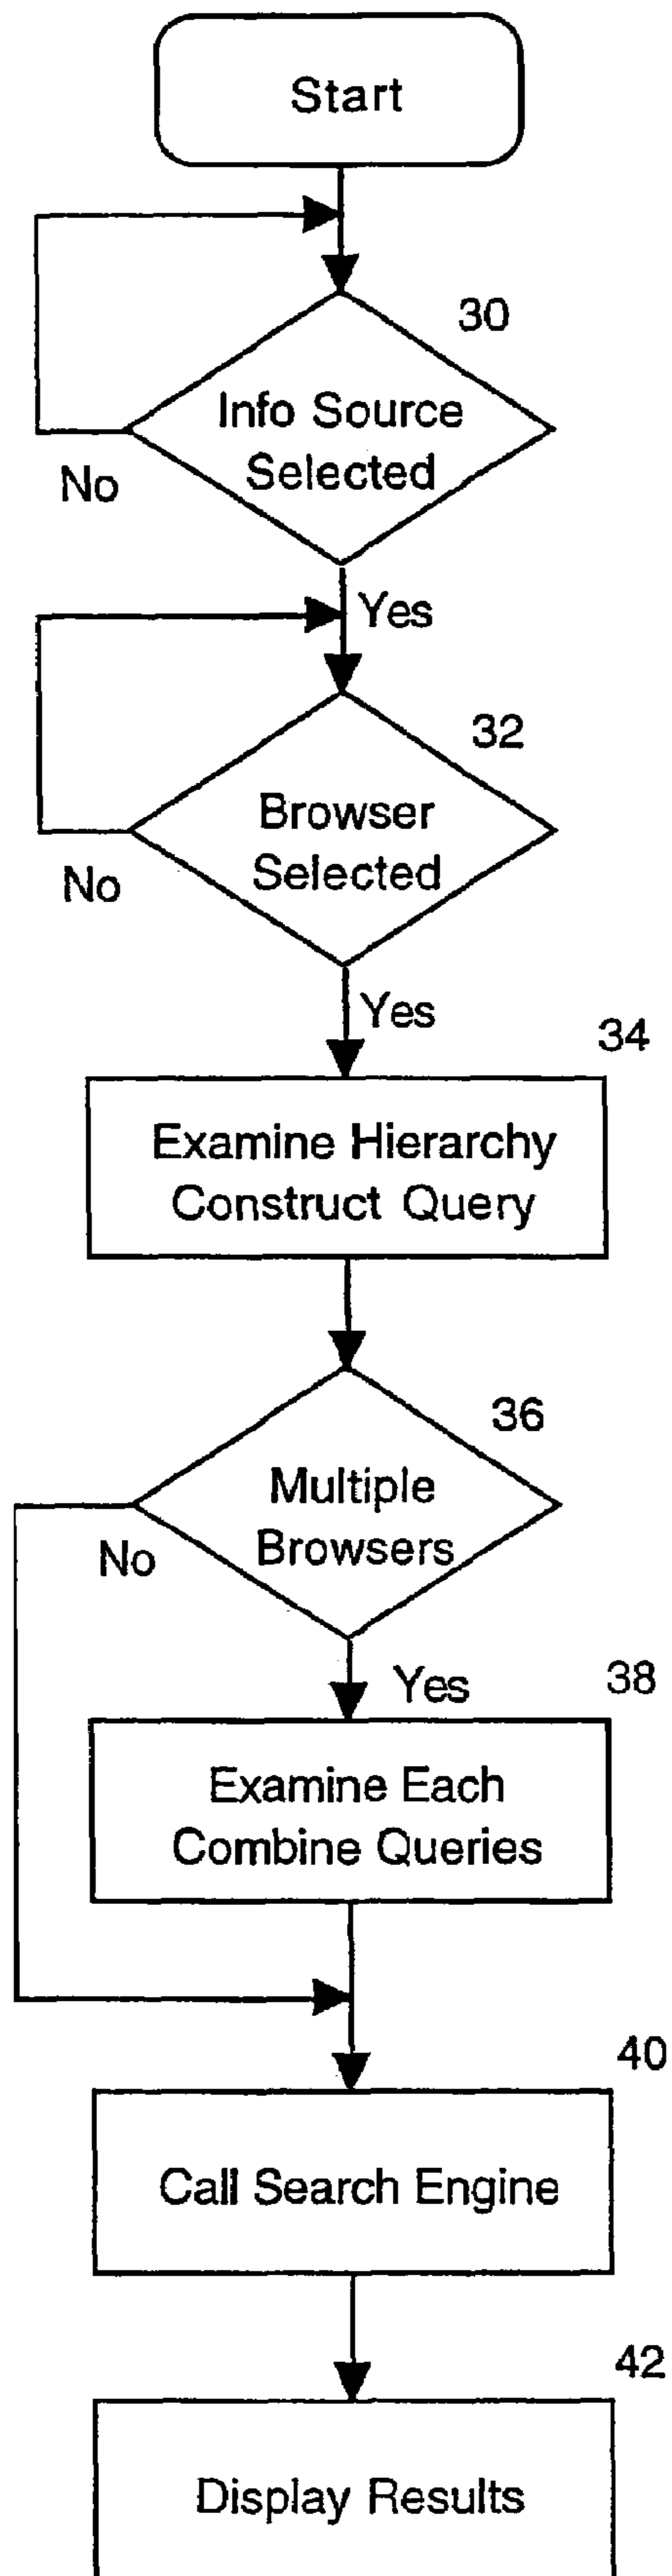 Start
30
Info Source
Selected
No
Yes
32
Browser
Selected
No
Yes
34
Examine Hierarchy
Construct Query
36
Multiple
Browsers
No
Yes
38
Examine Each
Combine Queries
40
Call Search Engine
42
Display Results